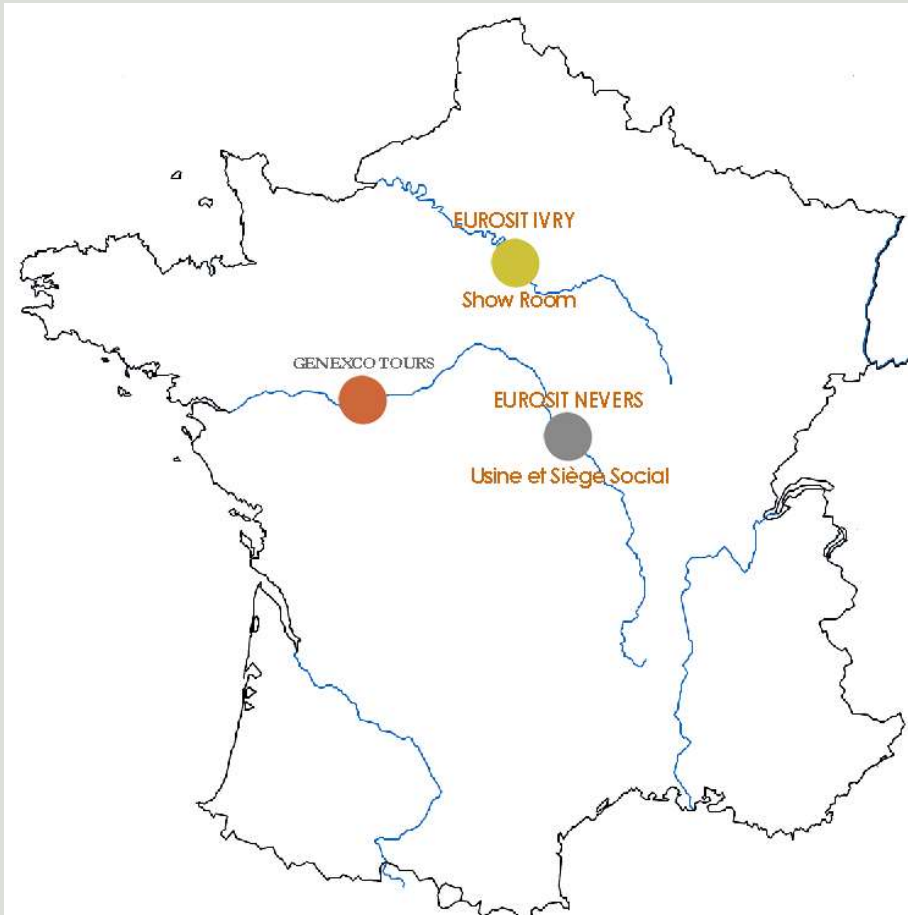 EUROSIT IVRY
Show Room
GENEXCO TOURS
EUROSIT NEVERS
Usine et Siège Social